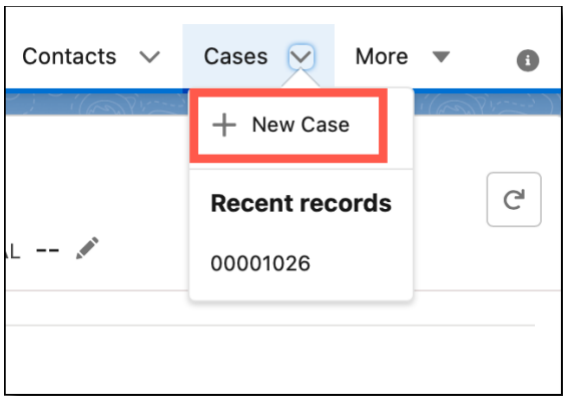 Contacts Cases More
+ New Case
Recent records
AL --
00001026